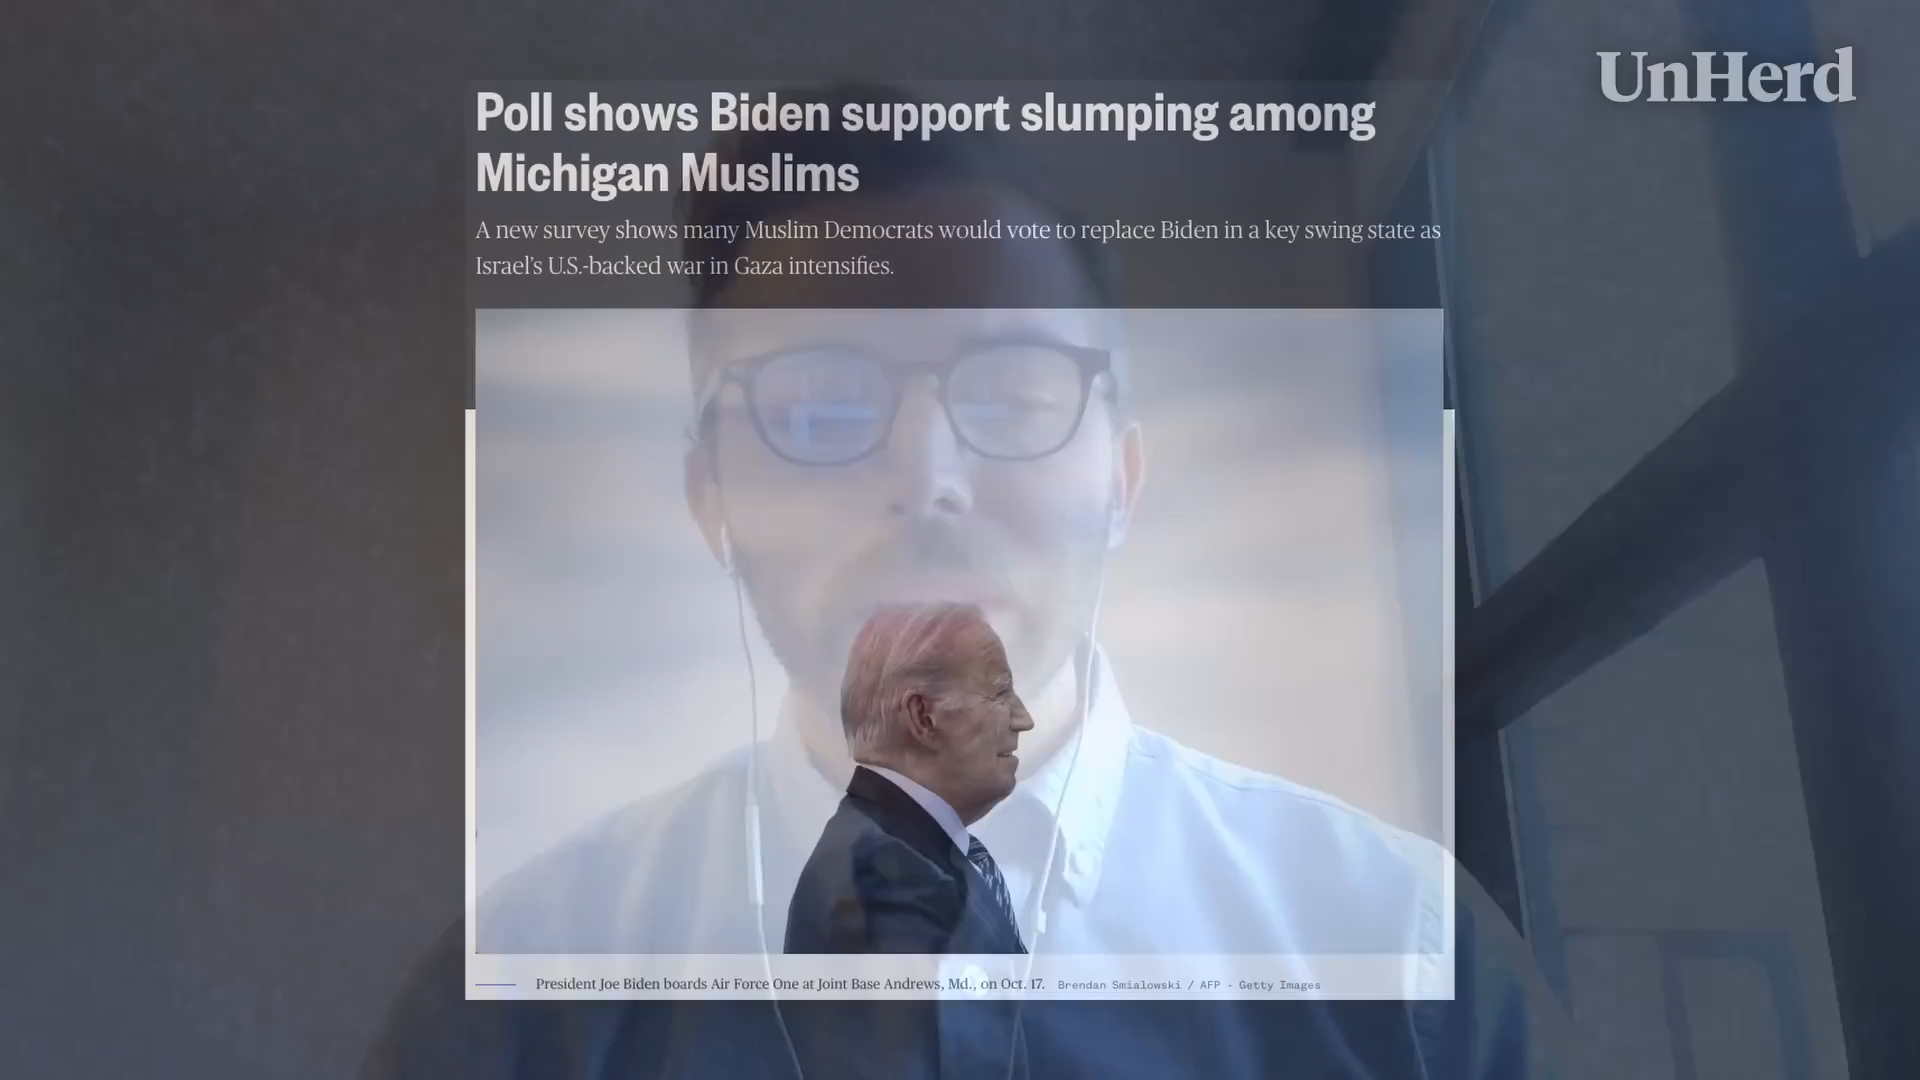 UnHerd
Poll shows Biden support slumping among
Michigan Muslims
A new survey shows many Muslim Democrats would vote to replace Biden in a key swing state as
Israel’s U.S.-backed war in Gaza intensifies.
President Joe Biden boards Air Force One at Joint Base Andrews, Md., on Oct. 17. Brendan Smialowski / AFP - Getty Images